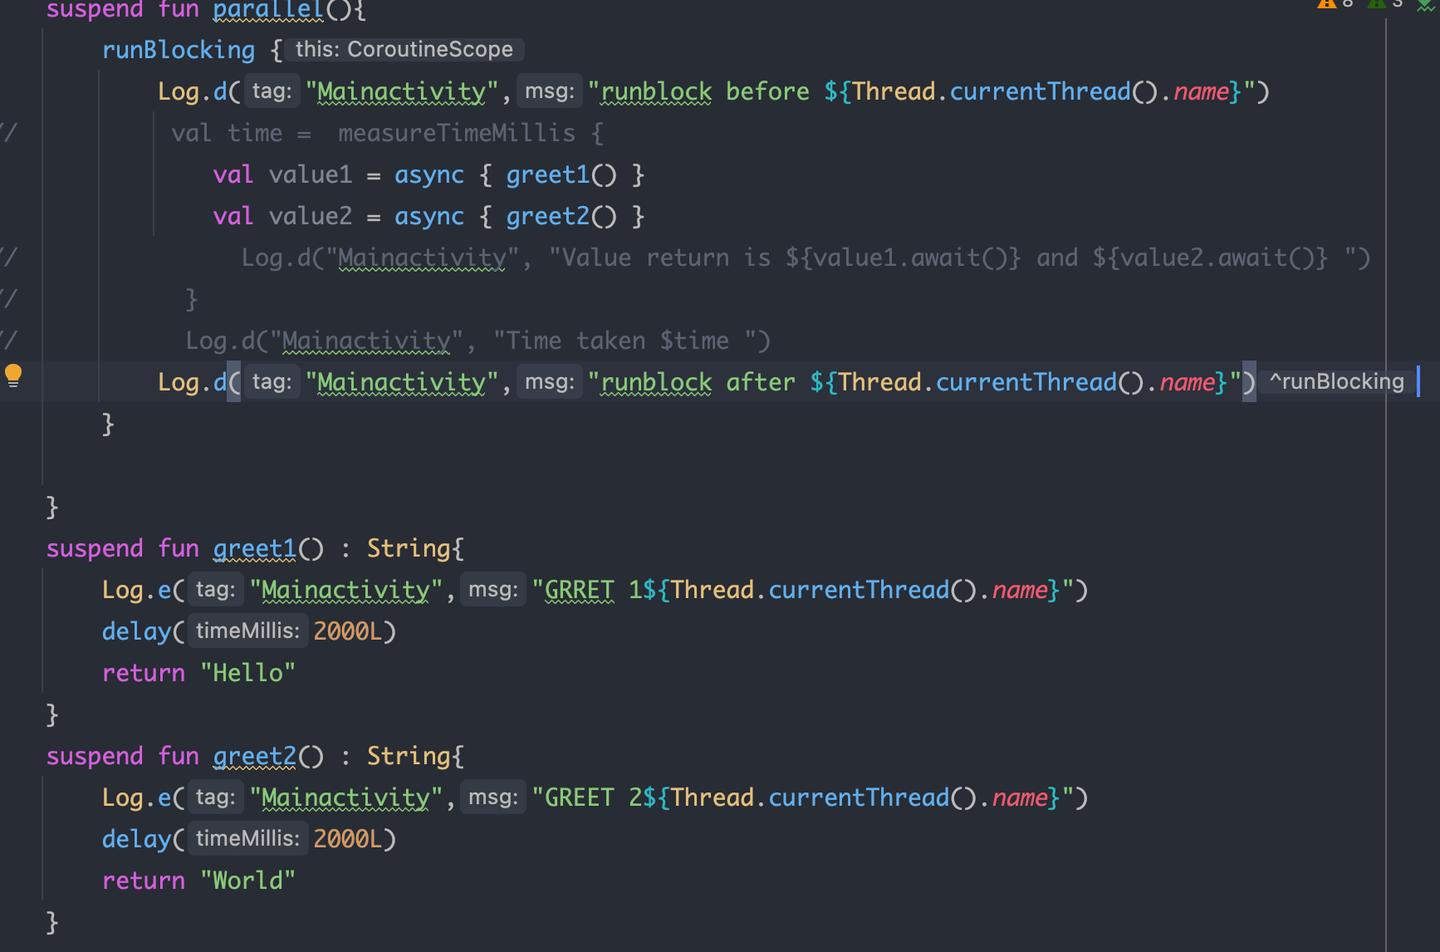 suspend fun parallel(){
8 3
runBlocking { this: CoroutineScope
Log.d( tag: "Mainactivity", msg: "runblock before ${Thread.currentThread().name}")
// val time = measureTimeMillis {
val value1 = async { greet1() }
val value2 = async { greet2() }
// Log.d("Mainactivity", "Value return is ${value1.await()} and ${value2.await()} ")
// }
// Log.d("Mainactivity", "Time taken $time ")
Log.d( tag: "Mainactivity", msg: "runblock after ${Thread.currentThread().name}") ^runBlocking
}
}
suspend fun greet1() : String{
Log.e( tag: "Mainactivity", msg: "GRRET 1${Thread.currentThread().name}")
delay( timeMillis: 2000L)
return "Hello"
}
suspend fun greet2() : String{
Log.e( tag: "Mainactivity", msg: "GREET 2${Thread.currentThread().name}")
delay( timeMillis: 2000L)
return "World"
}